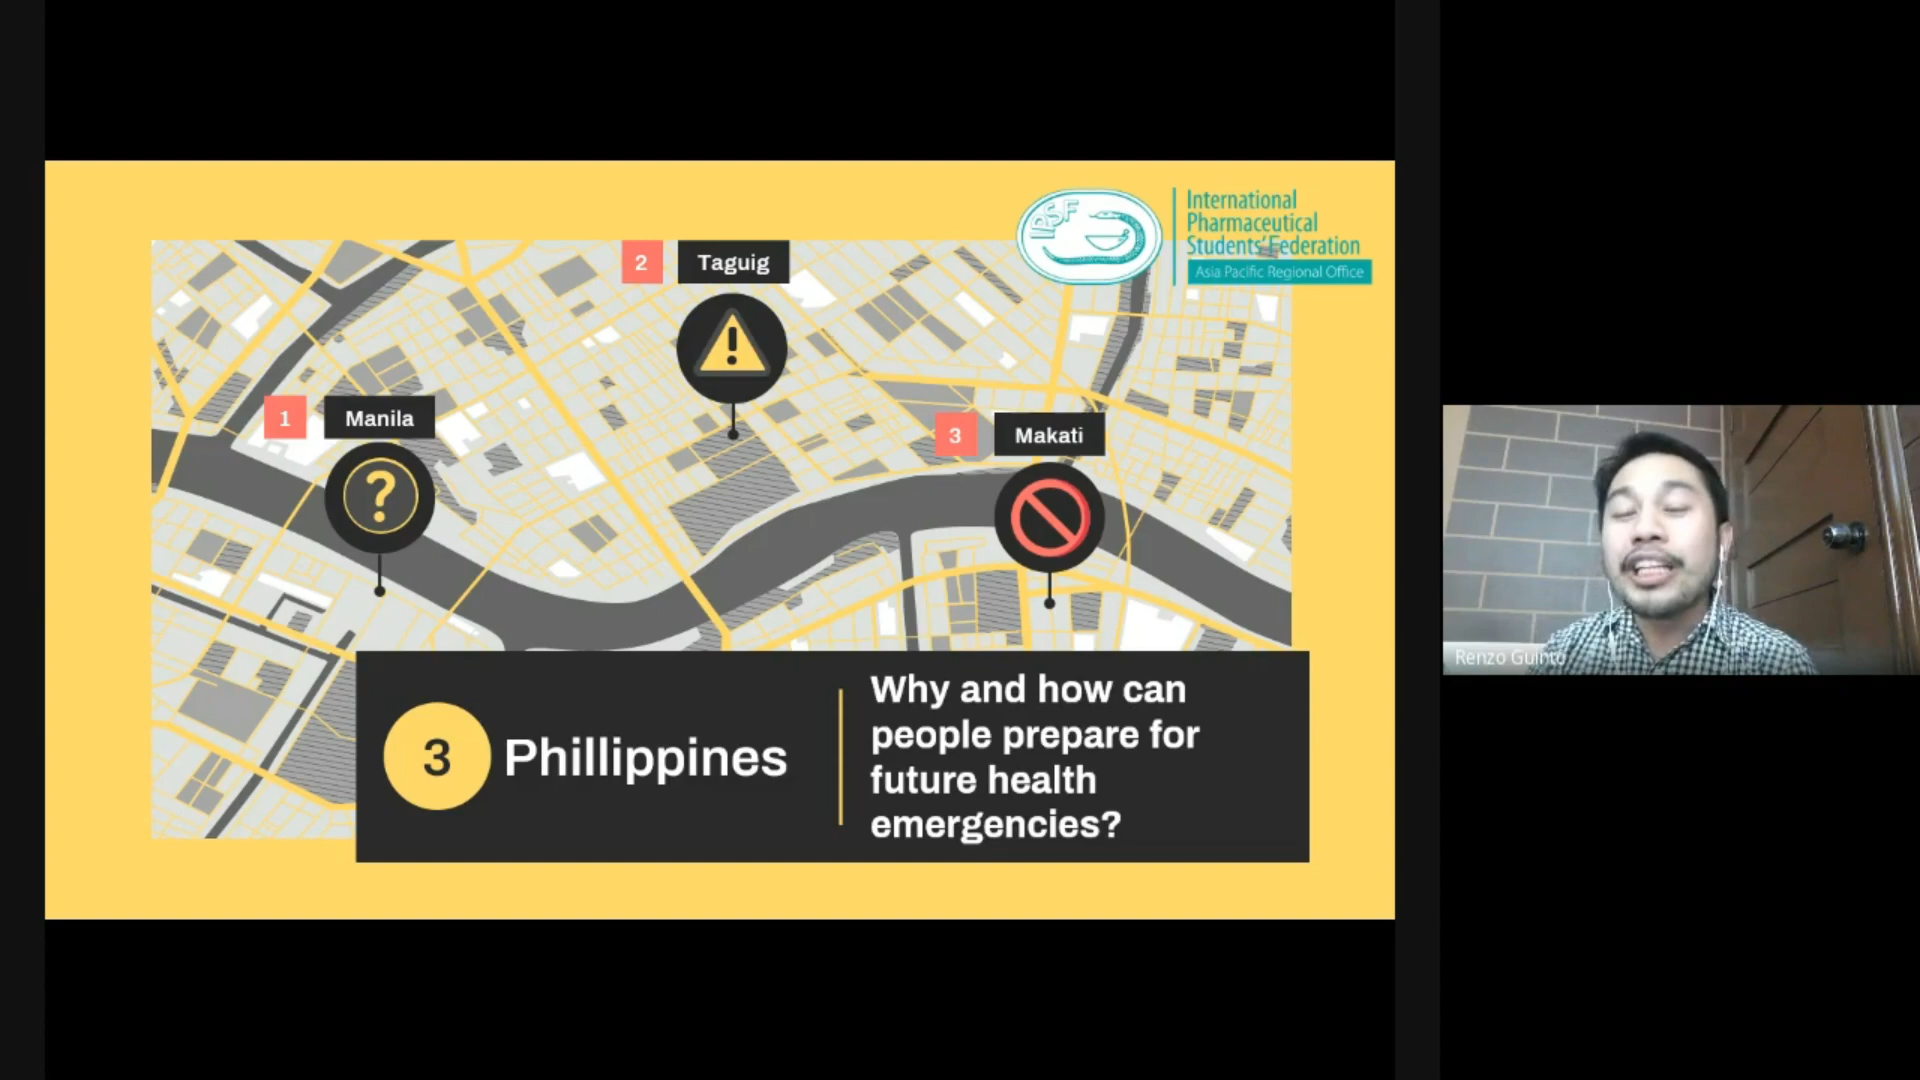 International
Pharmaceutical
Students' Federation
Asia Pacific Regional Office
IPSF
2 Taguig
1 Manila
3 Makati
?
!
3 Phillippines
Why and how can
people prepare for
future health
emergencies?
Renzo Guinto